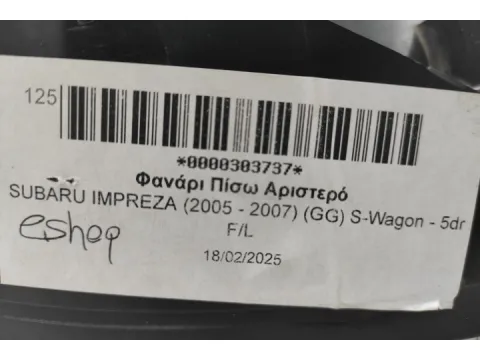 125
*0000303737*
Φανάρι Πίσω Αριστερό
SUBARU IMPREZA (2005 - 2007) (GG) S-Wagon - 5dr
F/L
eshop
18/02/2025